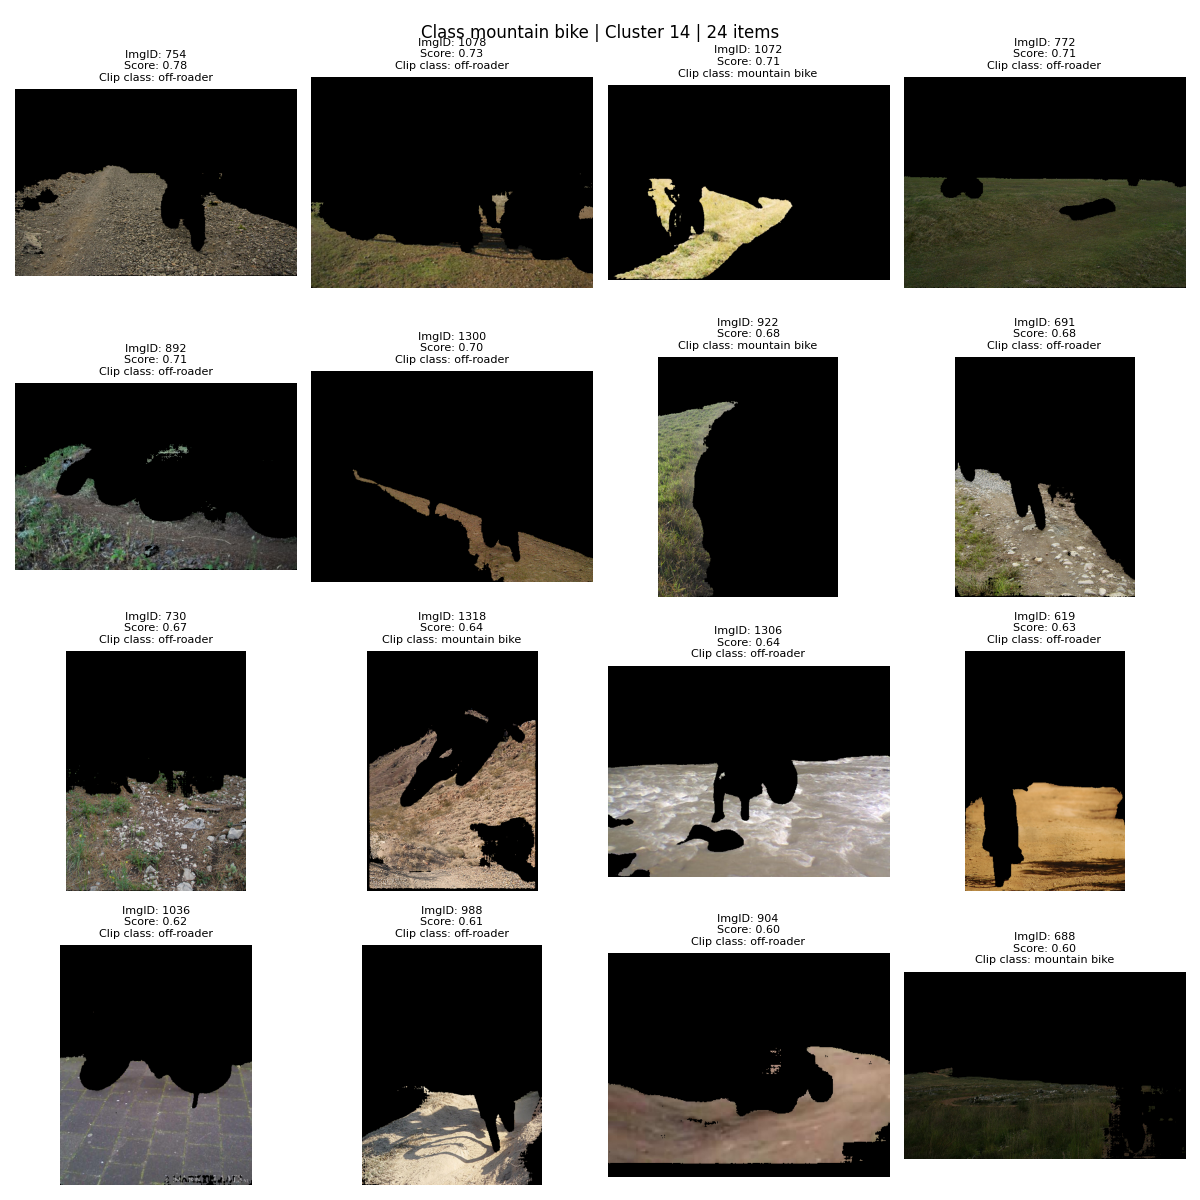 Class mountain bike | Cluster 14 | 24 items
ImgID: 754
Score: 0.78
Clip class: off-roader
ImgID: 1078
Score: 0.73
Clip class: off-roader
ImgID: 1072
Score: 0.71
Clip class: mountain bike
ImgID: 772
Score: 0.71
Clip class: off-roader
ImgID: 892
Score: 0.71
Clip class: off-roader
ImgID: 1300
Score: 0.70
Clip class: off-roader
ImgID: 922
Score: 0.68
Clip class: mountain bike
ImgID: 691
Score: 0.68
Clip class: off-roader
ImgID: 730
Score: 0.67
Clip class: off-roader
ImgID: 1318
Score: 0.64
Clip class: mountain bike
ImgID: 1306
Score: 0.64
Clip class: off-roader
ImgID: 619
Score: 0.63
Clip class: off-roader
ImgID: 1036
Score: 0.62
Clip class: off-roader
ImgID: 988
Score: 0.61
Clip class: off-roader
ImgID: 904
Score: 0.60
Clip class: off-roader
ImgID: 688
Score: 0.60
Clip class: mountain bike